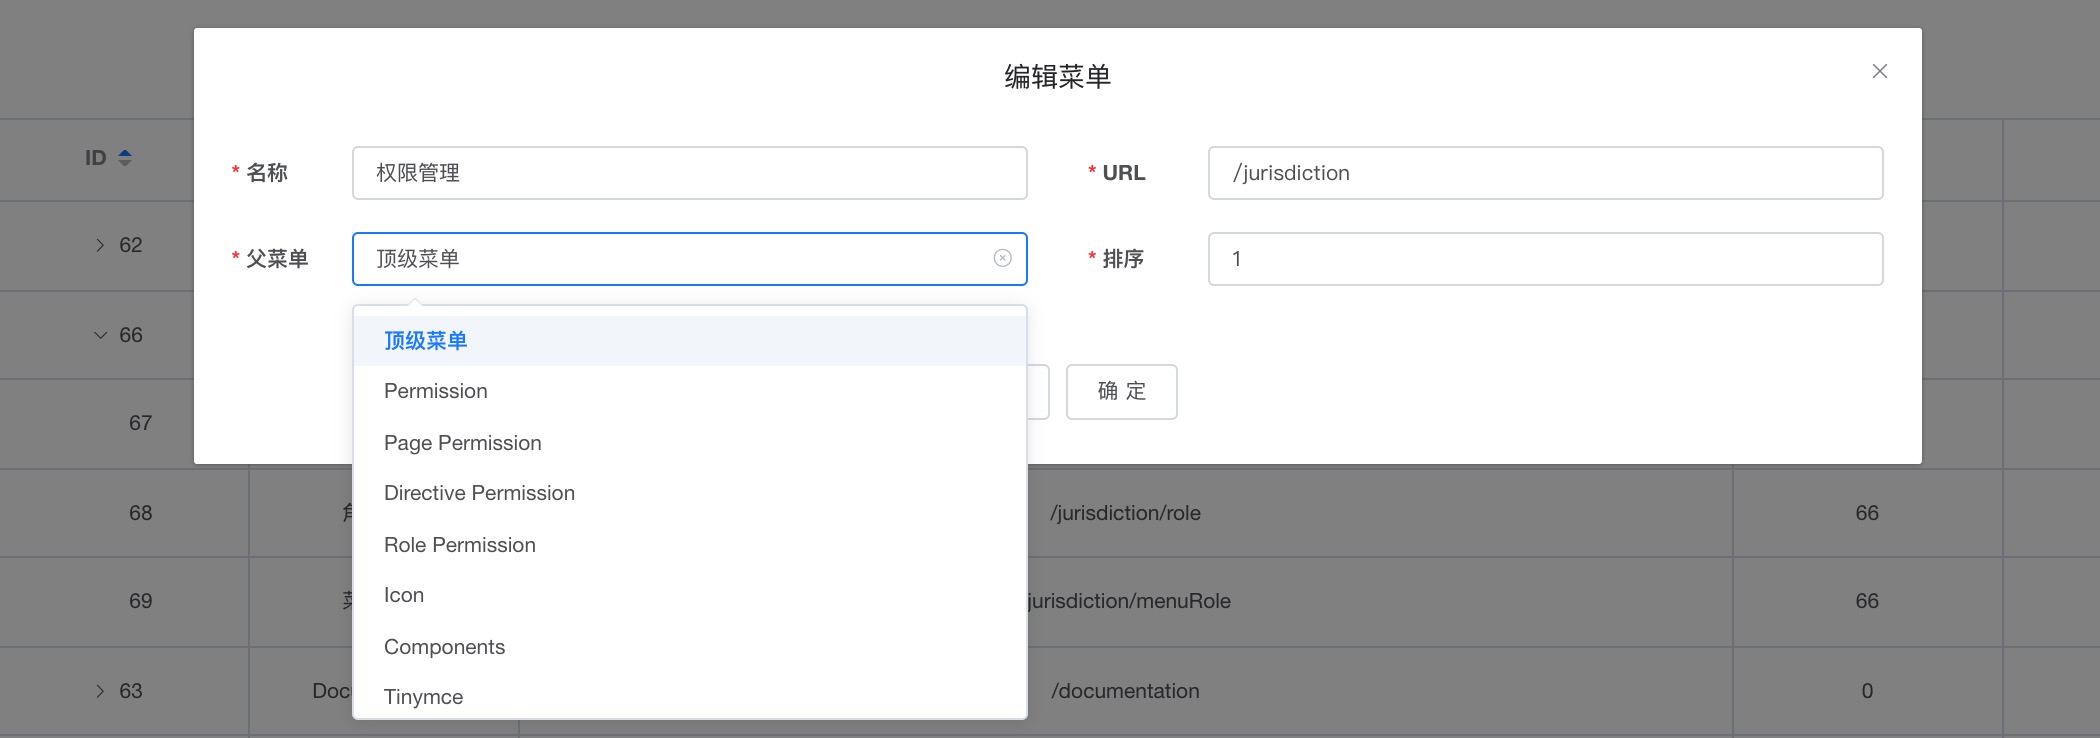 编辑菜单
ID
* 名称 权限管理
* URL /jurisdiction
62
* 父菜单 顶级菜单
* 排序 1
66
顶级菜单
Permission
确 定
67
Page Permission
Directive Permission
68
/jurisdiction/role
66
Role Permission
69
Icon
jurisdiction/menuRole
66
Components
63
/documentation
0
Tinymce